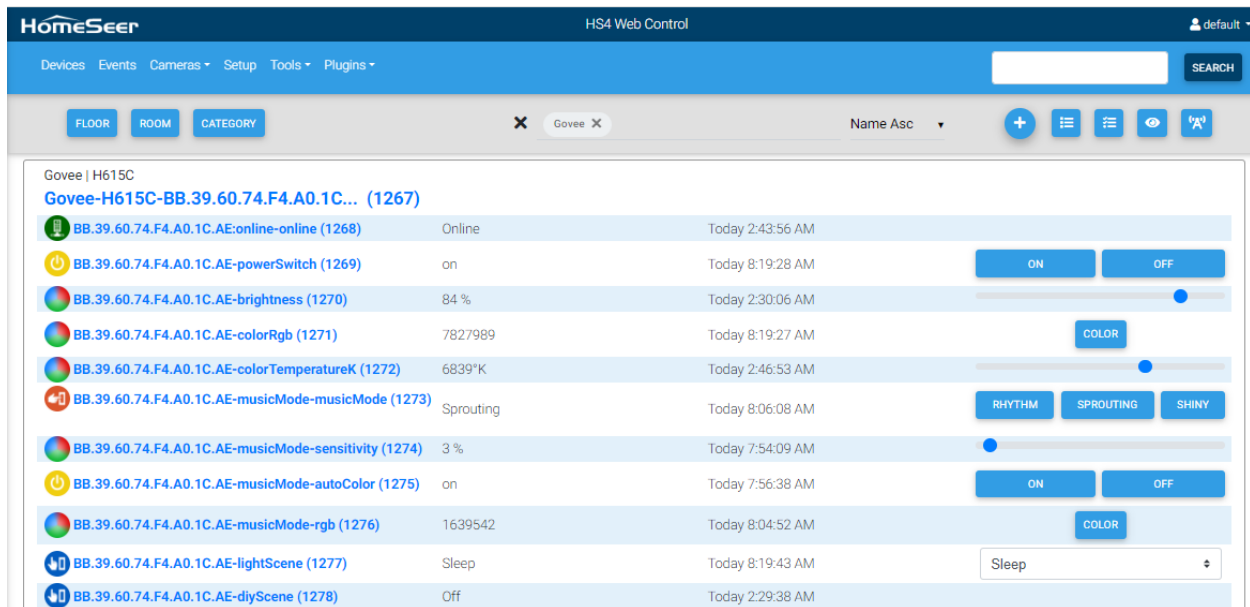 HomeSeer HS4 Web Control default
Devices Events Cameras Setup Tools Plugins SEARCH
FLOOR ROOM CATEGORY Govee Name Asc
Govee | H615C
Govee-H615C-BB.39.60.74.F4.A0.1C... (1267)
BB.39.60.74.F4.A0.1C.AE:online-online (1268) Online Today 2:43:56 AM
BB.39.60.74.F4.A0.1C.AE-powerSwitch (1269) on Today 8:19:28 AM ON OFF
BB.39.60.74.F4.A0.1C.AE-brightness (1270) 84 % Today 2:30:06 AM
BB.39.60.74.F4.A0.1C.AE-colorRgb (1271) 7827989 Today 8:19:27 AM COLOR
BB.39.60.74.F4.A0.1C.AE-colorTemperatureK (1272) 6839°K Today 2:46:53 AM
BB.39.60.74.F4.A0.1C.AE-musicMode-musicMode (1273) Sprouting Today 8:06:08 AM RHYTHM SPROUTING SHINY
BB.39.60.74.F4.A0.1C.AE-musicMode-sensitivity (1274) 3 % Today 7:54:09 AM
BB.39.60.74.F4.A0.1C.AE-musicMode-autoColor (1275) on Today 7:56:38 AM ON OFF
BB.39.60.74.F4.A0.1C.AE-musicMode-rgb (1276) 1639542 Today 8:04:52 AM COLOR
BB.39.60.74.F4.A0.1C.AE-lightScene (1277) Sleep Today 8:19:43 AM Sleep
BB.39.60.74.F4.A0.1C.AE-diyScene (1278) Off Today 2:29:38 AM